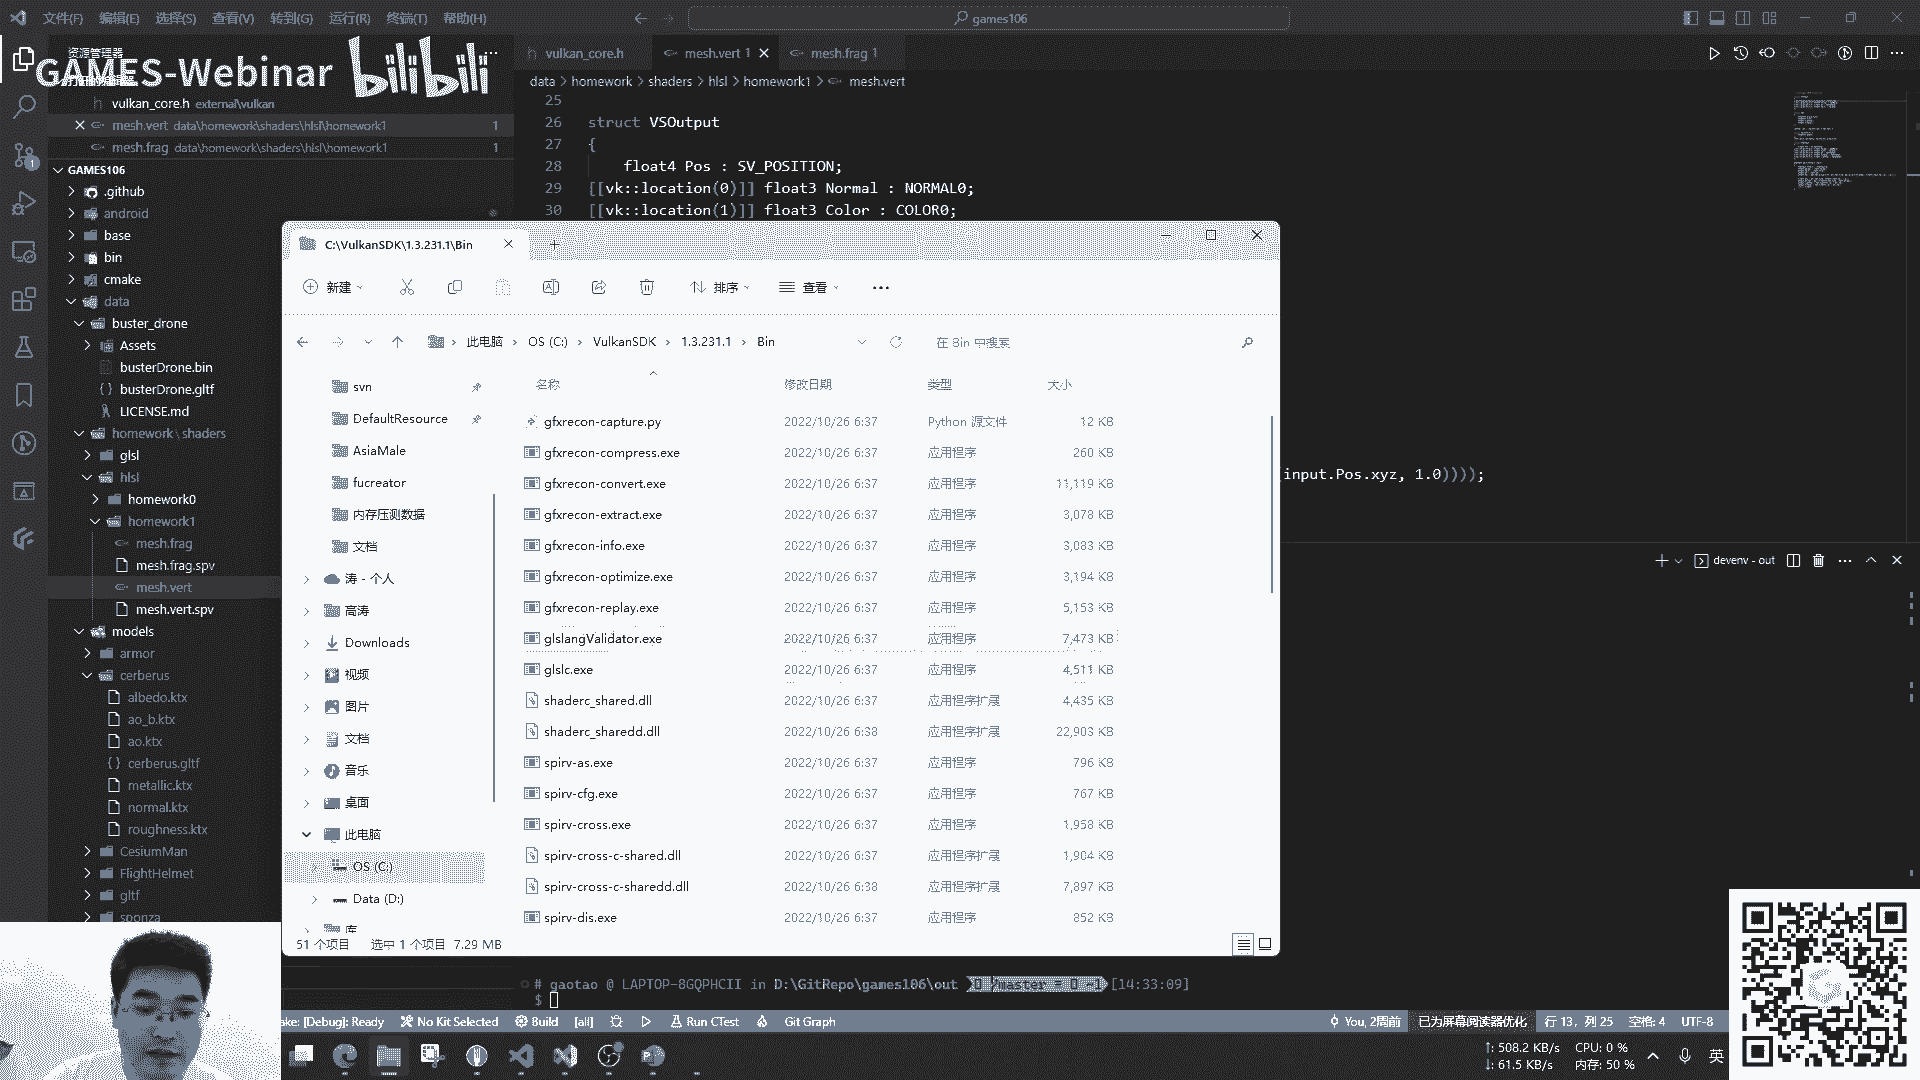 文件(F) 编辑(E) 选择(S) 查看(V) 转到(G) 运行(R) 终端(T) 帮助(H)
games106
资源管理器
GAMES-Webinar bilibili
vulkan_core.h
mesh.vert 1
mesh.frag 1
data > homework > shaders > hlsl > homework1 > mesh.vert
vulkan_core.h external\vulkan
mesh.vert data\homework\shaders\hlsl\homework1 1
mesh.frag data\homework\shaders\hlsl\homework1 1
GAMES106
.github
android
base
bin
cmake
data
buster_drone
Assets
busterDrone.bin
busterDrone.gltf
LICENSE.md
homework\shaders
glsl
hlsl
homework0
homework1
mesh.frag
mesh.frag.spv
mesh.vert
mesh.vert.spv
models
armor
cerberus
albedo.ktx
ao_b.ktx
ao.ktx
cerberus.gltf
metallic.ktx
normal.ktx
roughness.ktx
CesiumMan
FlightHelmet
gltf
sponza
25
26 struct VSOutput
27 {
28 float4 Pos : SV_POSITION;
29 [[vk::location(0)]] float3 Normal : NORMAL0;
30 [[vk::location(1)]] float3 Color : COLOR0;
input.Pos.xyz, 1.0))));
devenv - out
C:\VulkanSDK\1.3.231.1\Bin
新建
排序
查看
此电脑 > OS (C:) > VulkanSDK > 1.3.231.1 > Bin
在 Bin 中搜索
svn
DefaultResource
AsiaMale
fucreator
内存压测数据
文档
涛 - 个人
高涛
Downloads
视频
图片
文档
音乐
桌面
此电脑
OS (C:)
Data (D:)
库
名称 修改日期 类型 大小
gfxrecon-capture.py 2022/10/26 6:37 Python 源文件 12 KB
gfxrecon-compress.exe 2022/10/26 6:37 应用程序 260 KB
gfxrecon-convert.exe 2022/10/26 6:37 应用程序 11,119 KB
gfxrecon-extract.exe 2022/10/26 6:37 应用程序 3,078 KB
gfxrecon-info.exe 2022/10/26 6:37 应用程序 3,083 KB
gfxrecon-optimize.exe 2022/10/26 6:37 应用程序 3,194 KB
gfxrecon-replay.exe 2022/10/26 6:37 应用程序 5,153 KB
glslangValidator.exe 2022/10/26 6:37 应用程序 7,473 KB
glslc.exe 2022/10/26 6:37 应用程序 4,511 KB
shaderc_shared.dll 2022/10/26 6:37 应用程序扩展 4,435 KB
shaderc_sharedd.dll 2022/10/26 6:38 应用程序扩展 22,903 KB
spirv-as.exe 2022/10/26 6:37 应用程序 796 KB
spirv-cfg.exe 2022/10/26 6:37 应用程序 767 KB
spirv-cross.exe 2022/10/26 6:37 应用程序 1,958 KB
spirv-cross-c-shared.dll 2022/10/26 6:37 应用程序扩展 1,904 KB
spirv-cross-c-sharedd.dll 2022/10/26 6:38 应用程序扩展 7,897 KB
spirv-dis.exe 2022/10/26 6:37 应用程序 852 KB
51 个项目 选中 1 个项目 7.29 MB
# gaotao @ LAPTOP-8GQPHCII in D:\GitRepo\games106\out [14:33:09]
$
ake: [Debug]: Ready No Kit Selected Build [all] Run CTest Git Graph
You, 2周前 已为屏幕阅读器优化 行 13，列 25 空格: 4 UTF-8
↑: 508.2 KB/s CPU: 0 %
↓: 61.5 KB/s 内存: 50 %
英